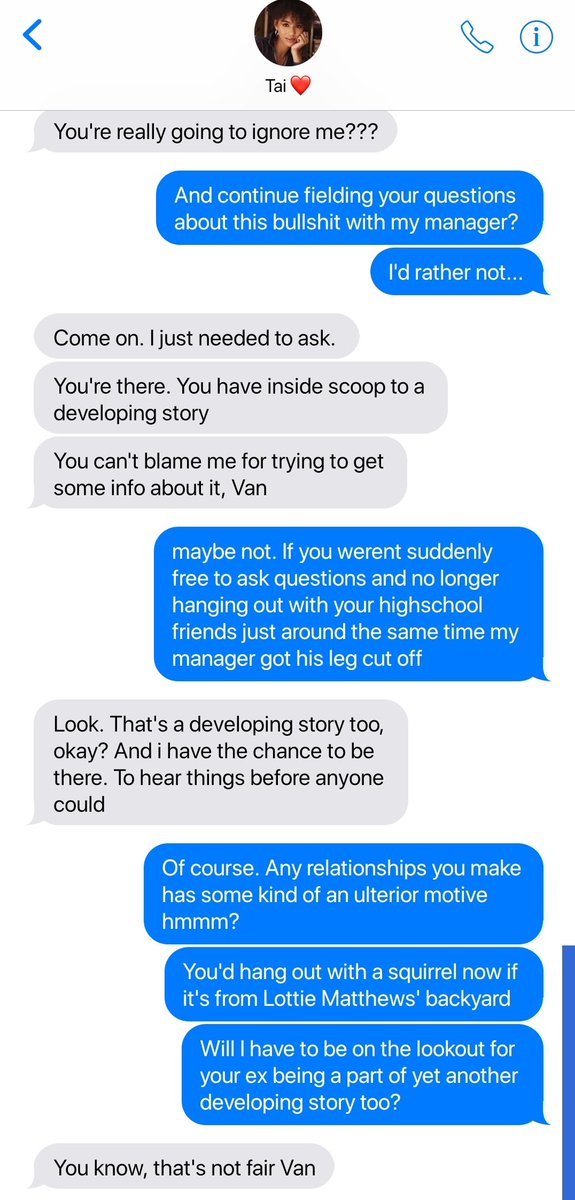 Tai ❤️
You're really going to ignore me???
And continue fielding your questions
about this bullshit with my manager?
I'd rather not...
Come on. I just needed to ask.
You're there. You have inside scoop to a
developing story
You can't blame me for trying to get
some info about it, Van
maybe not. If you werent suddenly
free to ask questions and no longer
hanging out with your highschool
friends just around the same time my
manager got his leg cut off
Look. That's a developing story too,
okay? And i have the chance to be
there. To hear things before anyone
could
Of course. Any relationships you make
has some kind of an ulterior motive
hmmm?
You'd hang out with a squirrel now if
it's from Lottie Matthews' backyard
Will I have to be on the lookout for
your ex being a part of yet another
developing story too?
You know, that's not fair Van